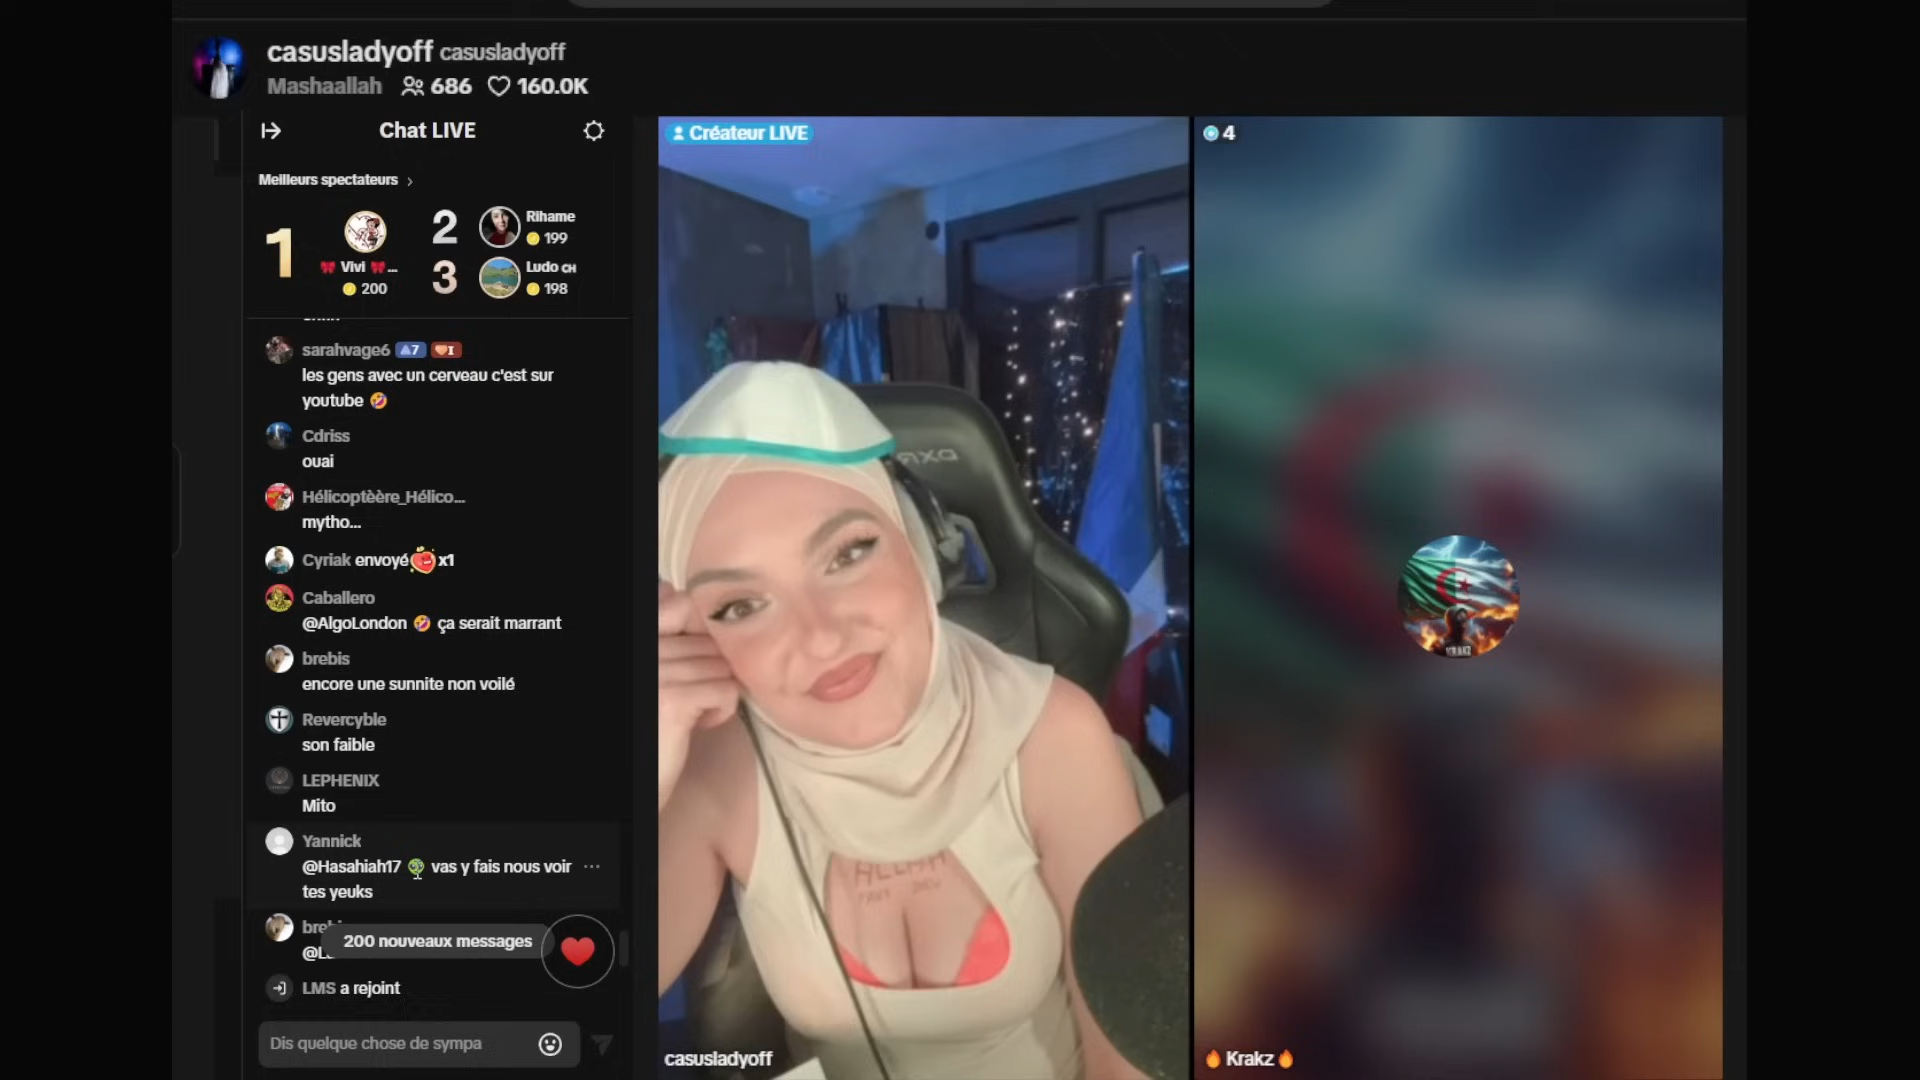 casusladyoff casusladyoff
Mashaallah 686 160.0K
Chat LIVE
Meilleurs spectateurs
1
Vivi ...
200
2
Rihame
199
3
Ludo CH
198
sarahvage6 7 I
les gens avec un cerveau c'est sur
youtube 🤣
Cdriss
ouai
Hélicoptèère_Hélico...
mytho...
Cyriak envoyé x1
Caballero
@AlgoLondon 🤣 ça serait marrant
brebis
encore une sunnite non voilé
Revercyble
son faible
LEPHENIX
Mito
Yannick
@Hasahiah17 vas y fais nous voir
tes yeuks
200 nouveaux messages
LMS a rejoint
Dis quelque chose de sympa
Créateur LIVE
ALLAH
casusladyoff
4
🔥 Krakz 🔥